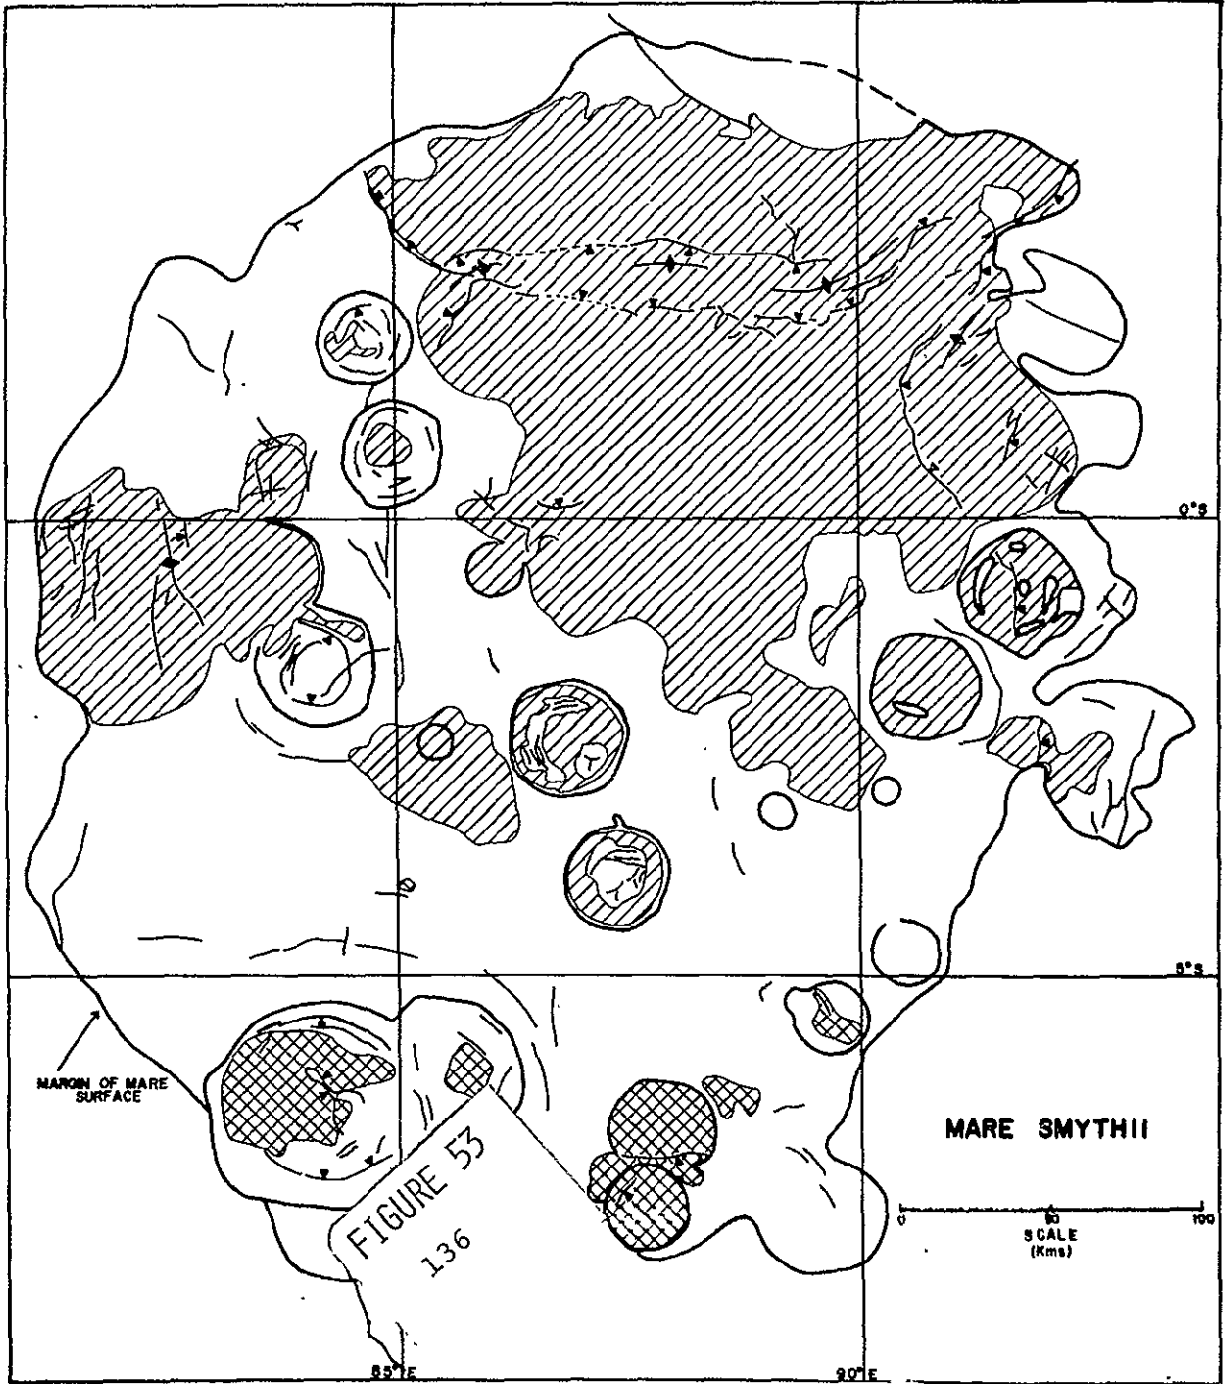 0°S
5°S
MARGIN OF MARE
SURFACE
MARE SMYTHII
0 50 100
SCALE
(Kms)
FIGURE 53
136
85°E
90°E